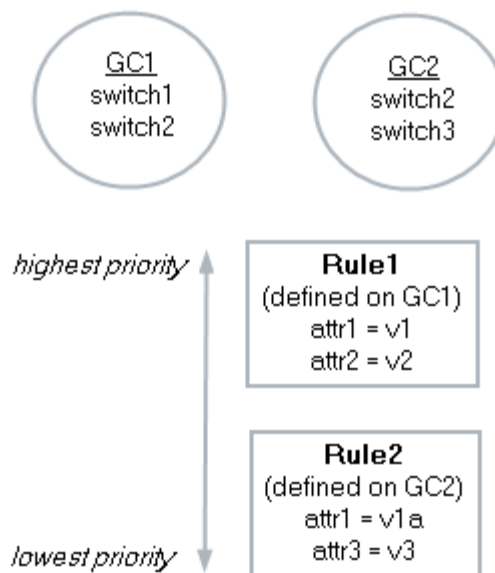 GC1
switch1
switch2
GC2
switch2
switch3
highest priority
Rule1
(defined on GC1)
attr1 = v1
attr2 = v2
Rule2
(defined on GC2)
attr1 = v1a
attr3 = v3
lowest priority